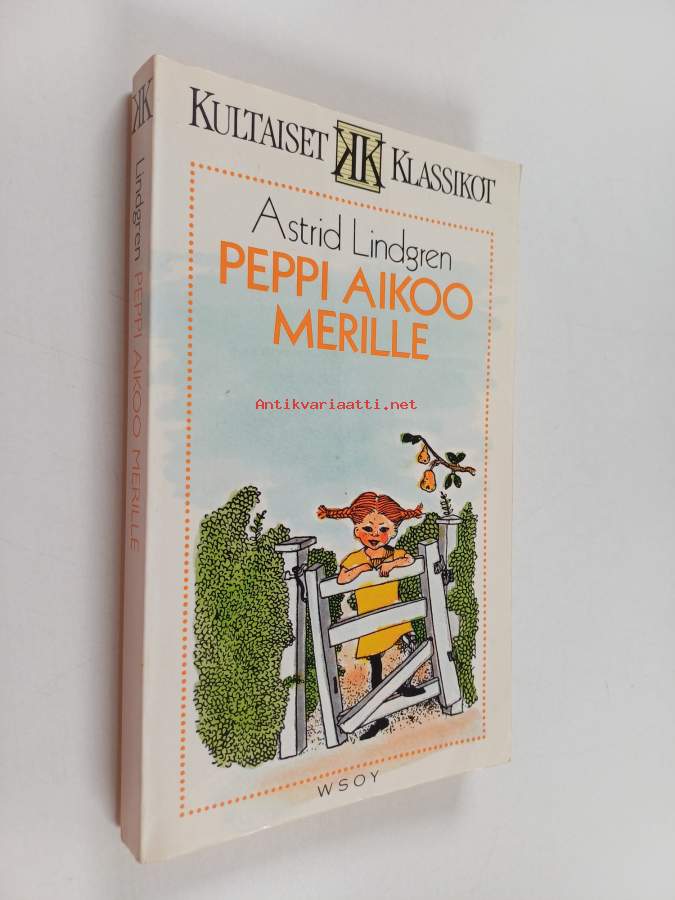 KK Lindgren PEPPI AIKOO MERILLE
KULTAISET KK KLASSIKOT
Astrid Lindgren
PEPPI AIKOO
MERILLE
Antikvariaatti.net
WSOY